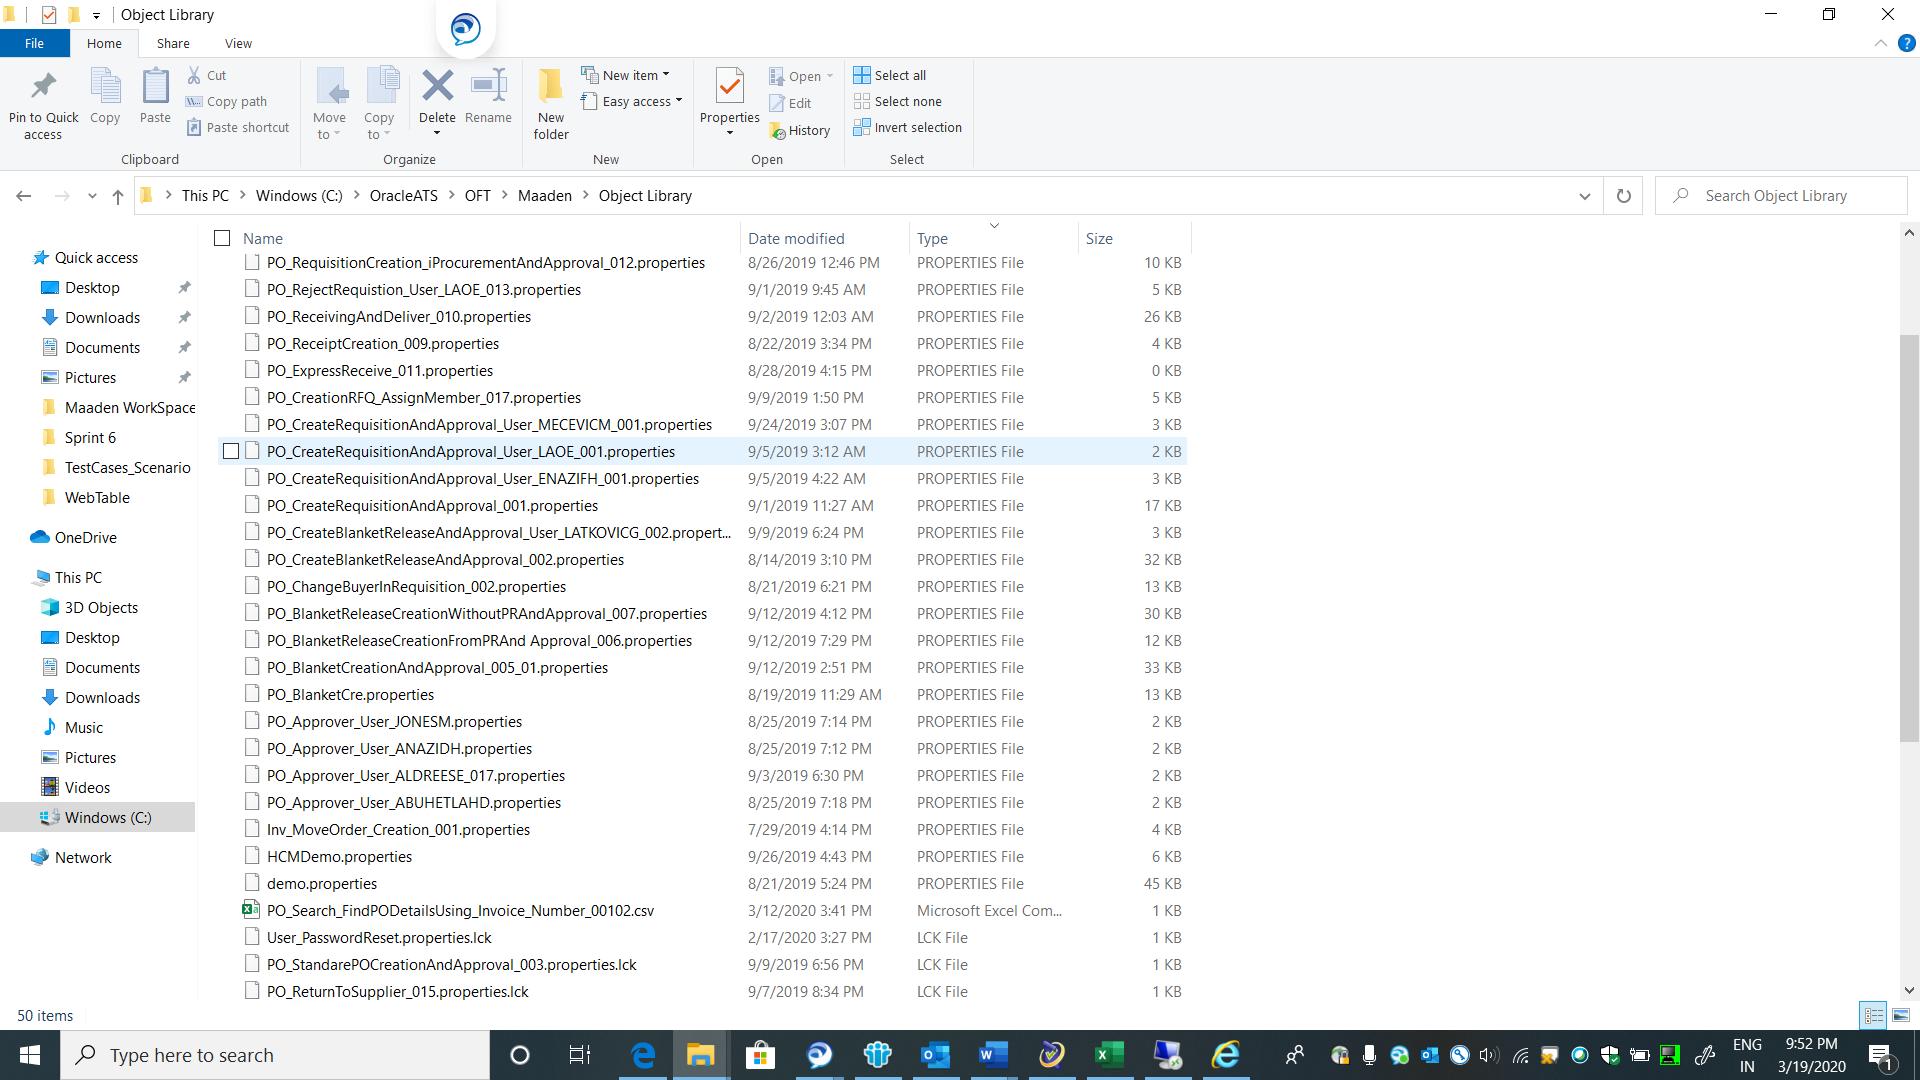 Object Library
File Home Share View
Pin to Quick access
Copy
Paste
Cut
Copy path
Paste shortcut
Clipboard
Move to
Copy to
Delete
Rename
Organize
New folder
New item
Easy access
New
Properties
Open
Edit
History
Open
Select all
Select none
Invert selection
Select
This PC > Windows (C:) > OracleATS > OFT > Maaden > Object Library
Search Object Library
Quick access
Desktop
Downloads
Documents
Pictures
Maaden WorkSpace
Sprint 6
TestCases_Scenario
WebTable
OneDrive
This PC
3D Objects
Desktop
Documents
Downloads
Music
Pictures
Videos
Windows (C:)
Network
Name Date modified Type Size
PO_RequisitionCreation_iProcurementAndApproval_012.properties 8/26/2019 12:46 PM PROPERTIES File 10 KB
PO_RejectRequistion_User_LAOE_013.properties 9/1/2019 9:45 AM PROPERTIES File 5 KB
PO_ReceivingAndDeliver_010.properties 9/2/2019 12:03 AM PROPERTIES File 26 KB
PO_ReceiptCreation_009.properties 8/22/2019 3:34 PM PROPERTIES File 4 KB
PO_ExpressReceive_011.properties 8/28/2019 4:15 PM PROPERTIES File 0 KB
PO_CreationRFQ_AssignMember_017.properties 9/9/2019 1:50 PM PROPERTIES File 5 KB
PO_CreateRequisitionAndApproval_User_MECEVICM_001.properties 9/24/2019 3:07 PM PROPERTIES File 3 KB
PO_CreateRequisitionAndApproval_User_LAOE_001.properties 9/5/2019 3:12 AM PROPERTIES File 2 KB
PO_CreateRequisitionAndApproval_User_ENAZIFH_001.properties 9/5/2019 4:22 AM PROPERTIES File 3 KB
PO_CreateRequisitionAndApproval_001.properties 9/1/2019 11:27 AM PROPERTIES File 17 KB
PO_CreateBlanketReleaseAndApproval_User_LATKOVICG_002.propert... 9/9/2019 6:24 PM PROPERTIES File 3 KB
PO_CreateBlanketReleaseAndApproval_002.properties 8/14/2019 3:10 PM PROPERTIES File 32 KB
PO_ChangeBuyerInRequisition_002.properties 8/21/2019 6:21 PM PROPERTIES File 13 KB
PO_BlanketReleaseCreationWithoutPRAndApproval_007.properties 9/12/2019 4:12 PM PROPERTIES File 30 KB
PO_BlanketReleaseCreationFromPRAnd Approval_006.properties 9/12/2019 7:29 PM PROPERTIES File 12 KB
PO_BlanketCreationAndApproval_005_01.properties 9/12/2019 2:51 PM PROPERTIES File 33 KB
PO_BlanketCre.properties 8/19/2019 11:29 AM PROPERTIES File 13 KB
PO_Approver_User_JONESM.properties 8/25/2019 7:14 PM PROPERTIES File 2 KB
PO_Approver_User_ANAZIDH.properties 8/25/2019 7:12 PM PROPERTIES File 2 KB
PO_Approver_User_ALDREESE_017.properties 9/3/2019 6:30 PM PROPERTIES File 2 KB
PO_Approver_User_ABUHETLAHD.properties 8/25/2019 7:18 PM PROPERTIES File 2 KB
Inv_MoveOrder_Creation_001.properties 7/29/2019 4:14 PM PROPERTIES File 4 KB
HCMDemo.properties 9/26/2019 4:43 PM PROPERTIES File 6 KB
demo.properties 8/21/2019 5:24 PM PROPERTIES File 45 KB
PO_Search_FindPODetailsUsing_Invoice_Number_00102.csv 3/12/2020 3:41 PM Microsoft Excel Com... 1 KB
User_PasswordReset.properties.lck 2/17/2020 3:27 PM LCK File 1 KB
PO_StandarePOCreationAndApproval_003.properties.lck 9/9/2019 6:56 PM LCK File 1 KB
PO_ReturnToSupplier_015.properties.lck 9/7/2019 8:34 PM LCK File 1 KB
50 items
Type here to search
ENG
IN
9:52 PM
3/19/2020
1